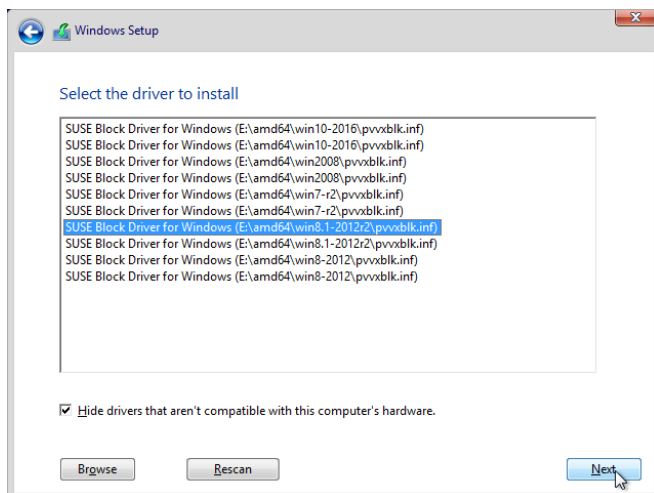 Windows Setup
Select the driver to install
SUSE Block Driver for Windows (E:\amd64\win10-2016\pvvxblk.inf)
SUSE Block Driver for Windows (E:\amd64\win10-2016\pvvxblk.inf)
SUSE Block Driver for Windows (E:\amd64\win2008\pvvxblk.inf)
SUSE Block Driver for Windows (E:\amd64\win2008\pvvxblk.inf)
SUSE Block Driver for Windows (E:\amd64\win7-r2\pvvxblk.inf)
SUSE Block Driver for Windows (E:\amd64\win7-r2\pvvxblk.inf)
SUSE Block Driver for Windows (E:\amd64\win8.1-2012r2\pvvxblk.inf)
SUSE Block Driver for Windows (E:\amd64\win8.1-2012r2\pvvxblk.inf)
SUSE Block Driver for Windows (E:\amd64\win8-2012\pvvxblk.inf)
SUSE Block Driver for Windows (E:\amd64\win8-2012\pvvxblk.inf)
Hide drivers that aren't compatible with this computer's hardware.
Browse Rescan Next